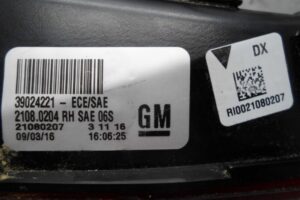 39024221 - ECE/SAE
2108.0204 RH SAE 06S
21080207 3 11 16
09/03/16 16:06:25
GM
DX
RI0021080207